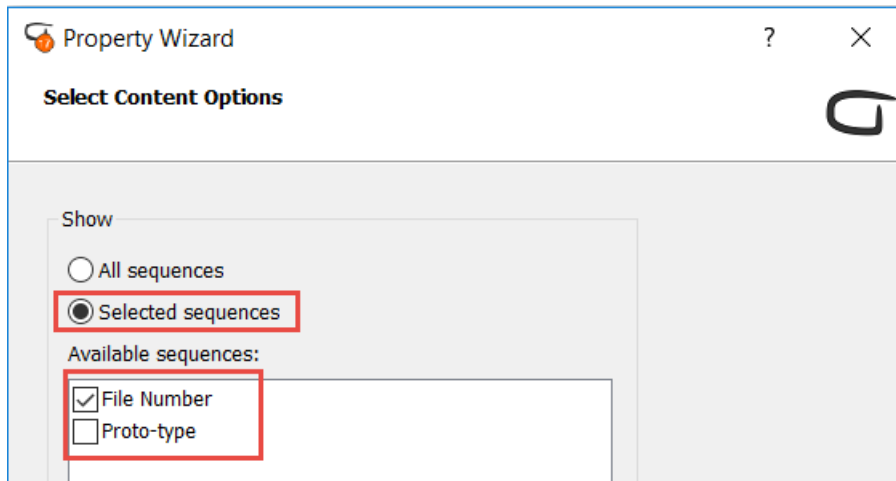 Property Wizard ?
Select Content Options
Show
All sequences
Selected sequences
Available sequences:
File Number
Proto-type